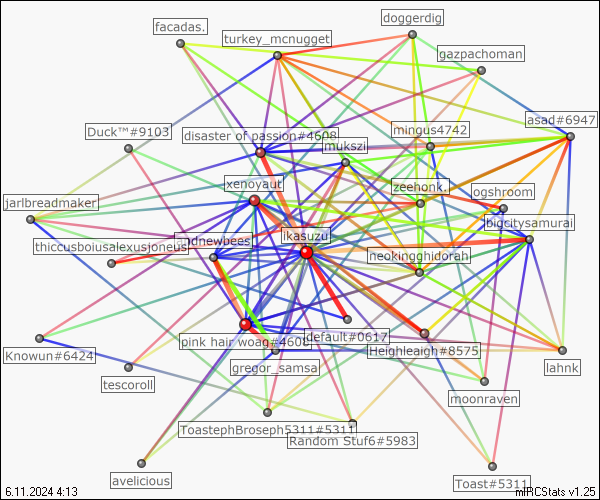 doggerdig
facadas.
turkey_mcnugget
gazpachoman
asad#6947
Duck™#9103
mingus4742
disaster of passion#4608
mukszi
xenoyaut
zeehonk.
ogshroom
jarlbreadmaker
bigcitysamurai
ikasuzu
thiccusboiusalexusjoneus
ndnewbees
neokingghidorah
default#0617
pink hair woag#4608
Heighleaigh#8575
Knowun#6424
gregor_samsa
lahnk
tescoroll
moonraven
ToastephBroseph5311#5311
Random Stuf6#5983
avelicious
Toast#5311
6.11.2024 4:13
mIRCStats v1.25